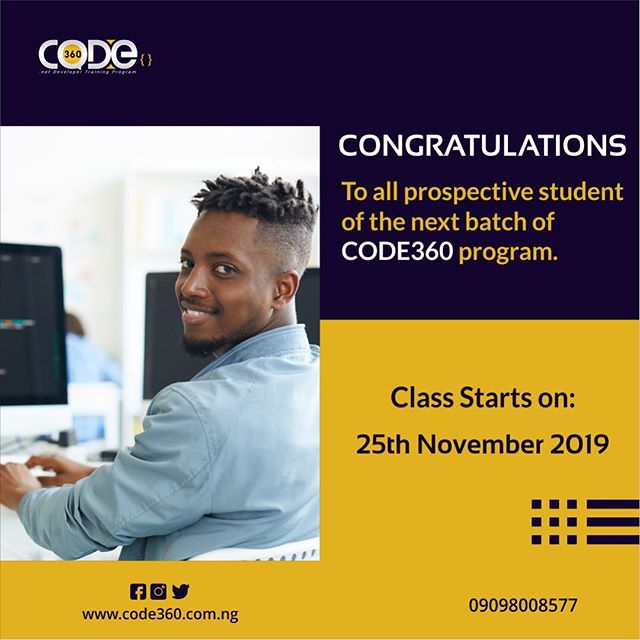 CODE {}
360
.net Developer Training Program
CONGRATULATIONS
To all prospective student
of the next batch of
CODE360 program.
Class Starts on:
25th November 2019
www.code360.com.ng
09098008577